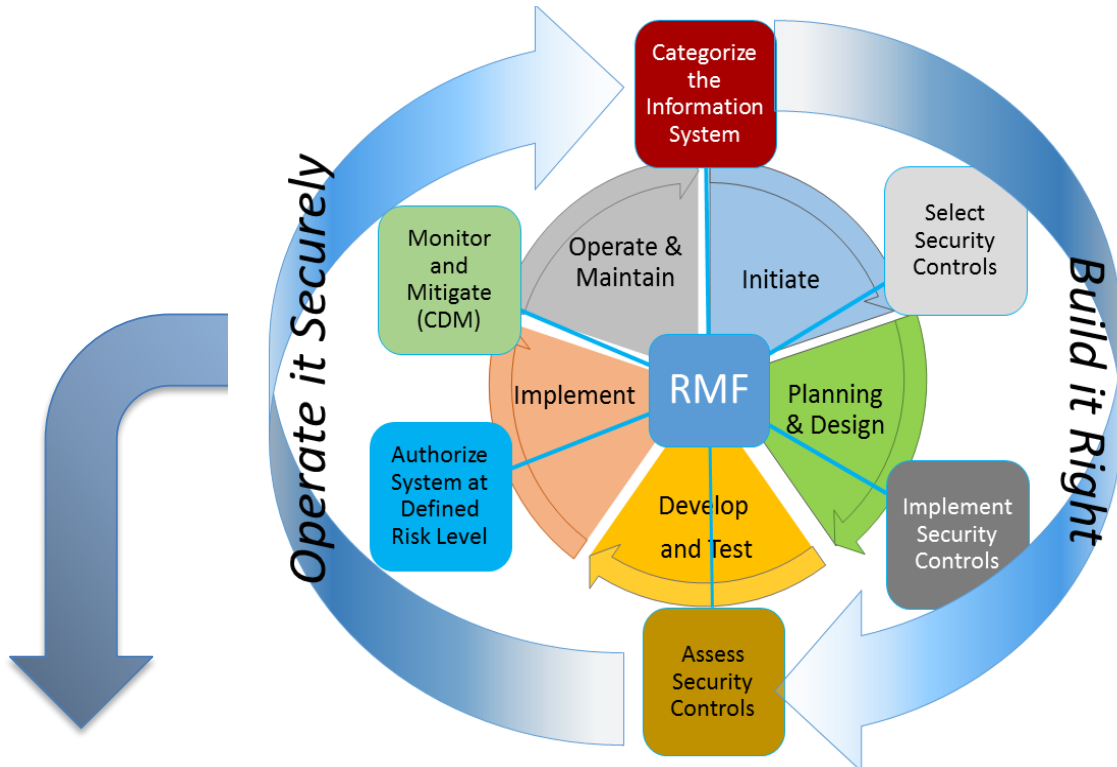 Categorize
the
Information
System
Select
Security
Controls
Implement
Security
Controls
Assess
Security
Controls
Authorize
System at
Defined
Risk Level
Monitor
and
Mitigate
(CDM)
Operate &
Maintain
Initiate
Planning
& Design
Develop
and Test
Implement
RMF
Operate it Securely
Build it Right